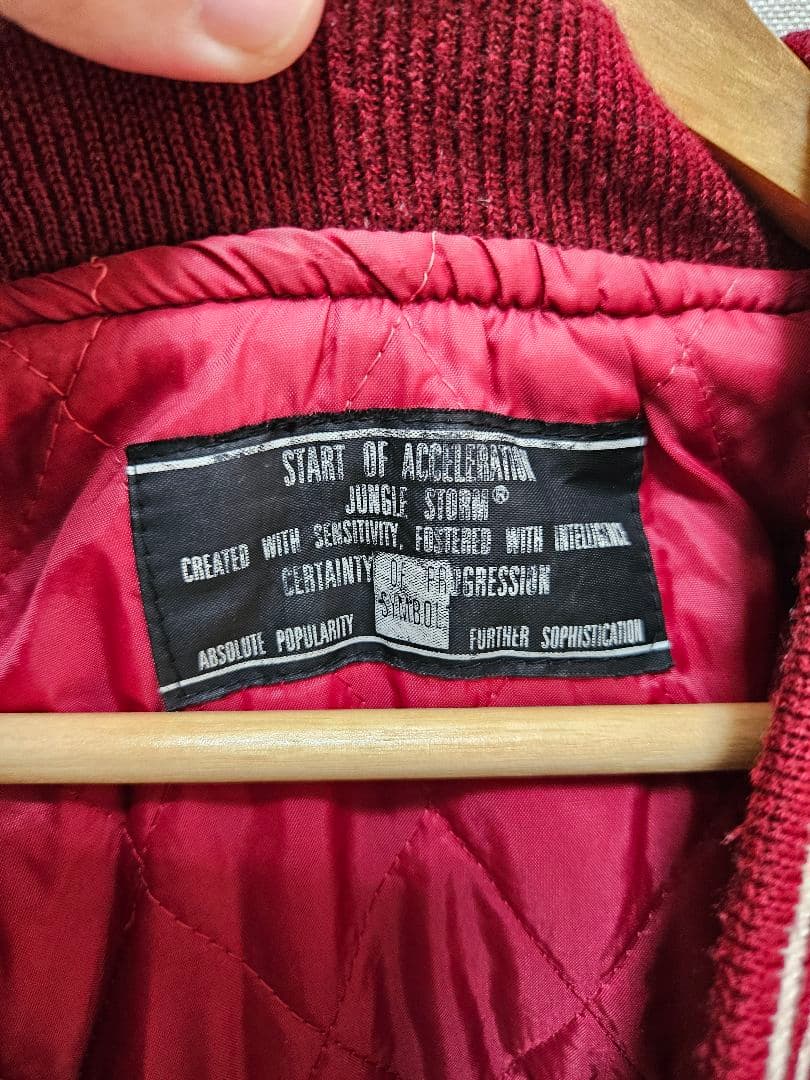 START OF ACCELERATION
JUNGLE STORM®
CREATED WITH SENSITIVITY, FOSTERED WITH INTELLIGENCE
CERTAINTY OF PROGRESSION
SYMBOL
ABSOLUTE POPULARITY FURTHER SOPHISTICATION